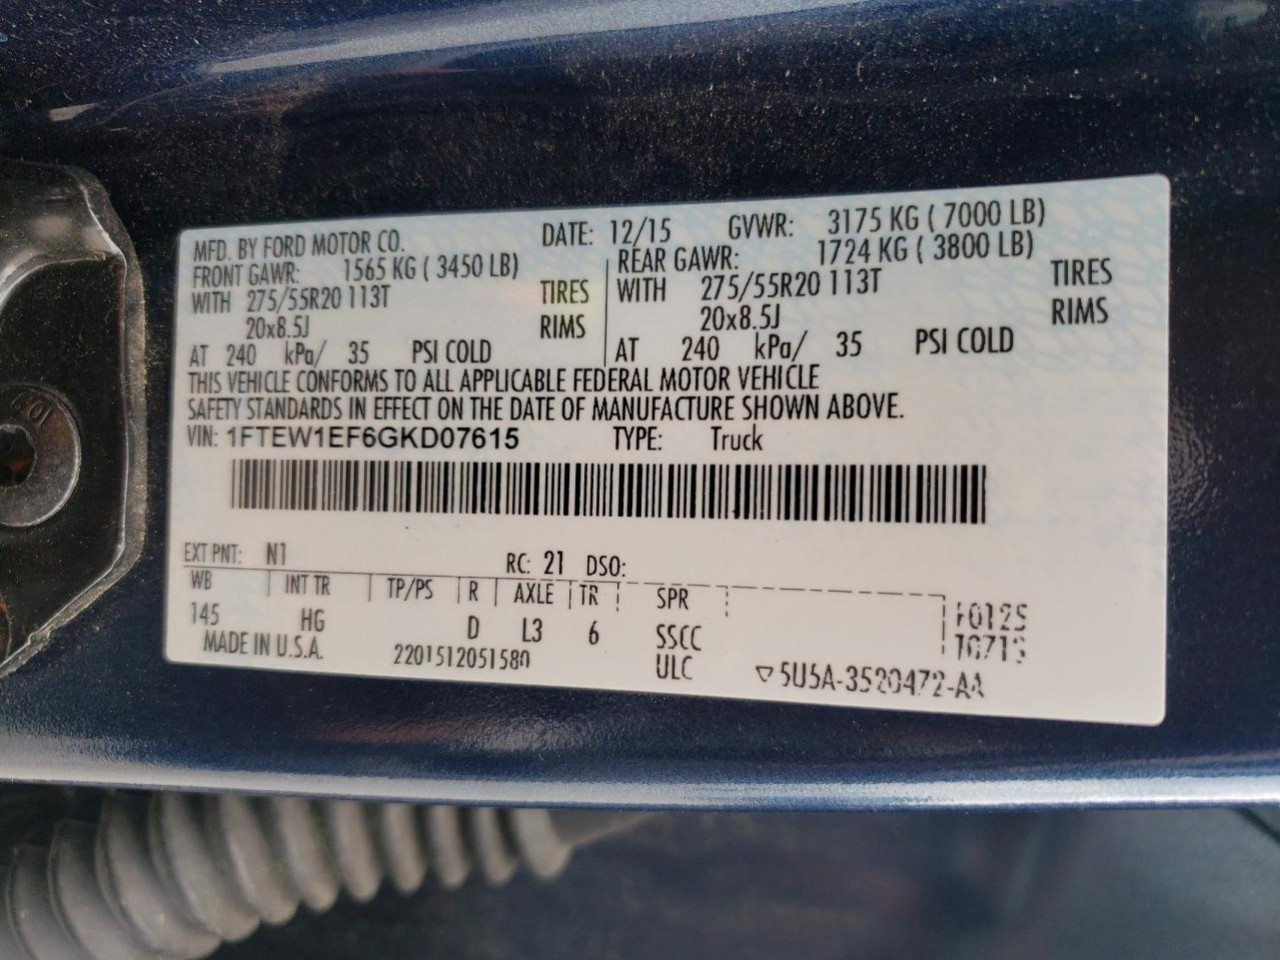 MFD. BY FORD MOTOR CO. DATE: 12/15 GVWR: 3175 KG ( 7000 LB)
FRONT GAWR: 1565 KG ( 3450 LB) REAR GAWR: 1724 KG ( 3800 LB)
WITH 275/55R20 113T TIRES WITH 275/55R20 113T TIRES
20x8.5J RIMS 20x8.5J RIMS
AT 240 kPa/ 35 PSI COLD AT 240 kPa/ 35 PSI COLD
THIS VEHICLE CONFORMS TO ALL APPLICABLE FEDERAL MOTOR VEHICLE
SAFETY STANDARDS IN EFFECT ON THE DATE OF MANUFACTURE SHOWN ABOVE.
VIN: 1FTEW1EF6GKD07615 TYPE: Truck
EXT PNT: N1 RC: 21 DSO:
WB INT TR TP/PS R AXLE TR SPR
145 HG D L3 6 SSCC
MADE IN U.S.A. 2201512051580 ULC ▽5U5A-3520472-AA